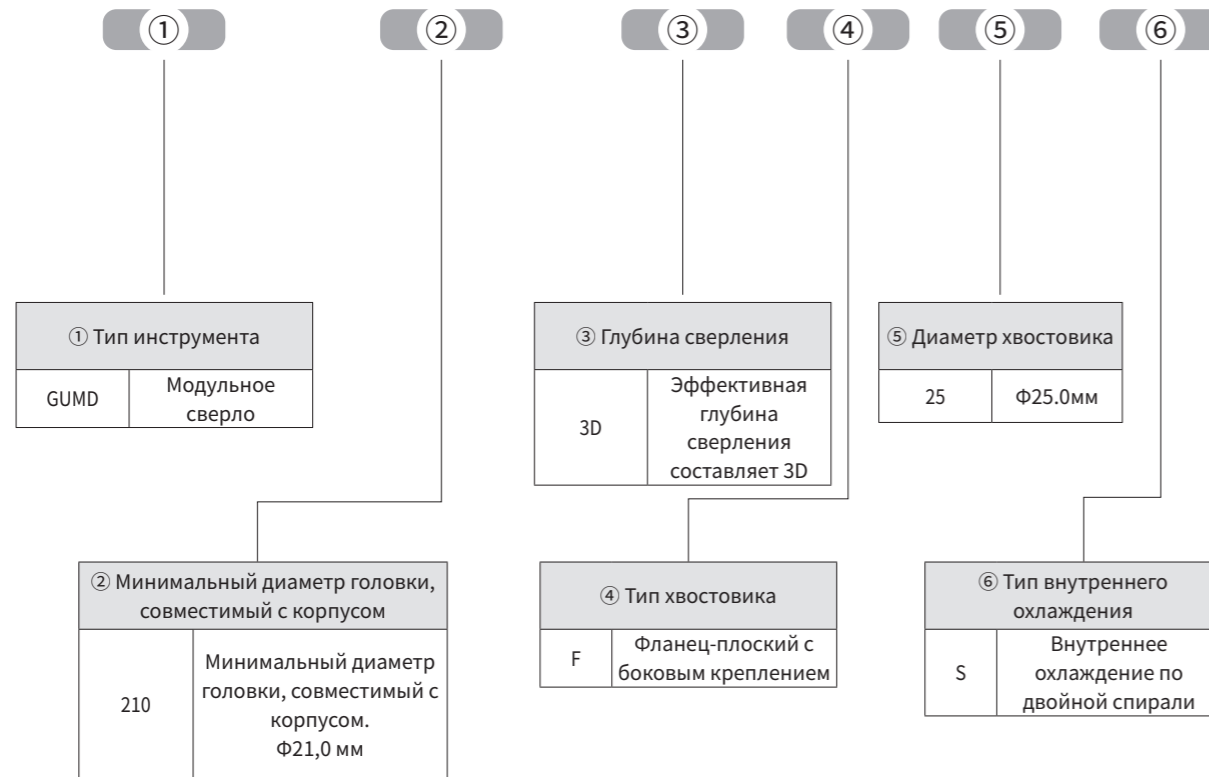 ① ② ③ ④ ⑤ ⑥
① Тип инструмента
GUMD
Модульное
сверло
③ Глубина сверления
3D
Эффективная
глубина
сверления
составляет 3D
⑤ Диаметр хвостовика
25
Ф25.0мм
② Минимальный диаметр головки,
совместимый с корпусом
210
Минимальный диаметр
головки, совместимый с
корпусом.
Ф21,0 мм
④ Тип хвостовика
F
Фланец-плоский с
боковым креплением
⑥ Тип внутреннего
охлаждения
S
Внутреннее
охлаждение по
двойной спирали